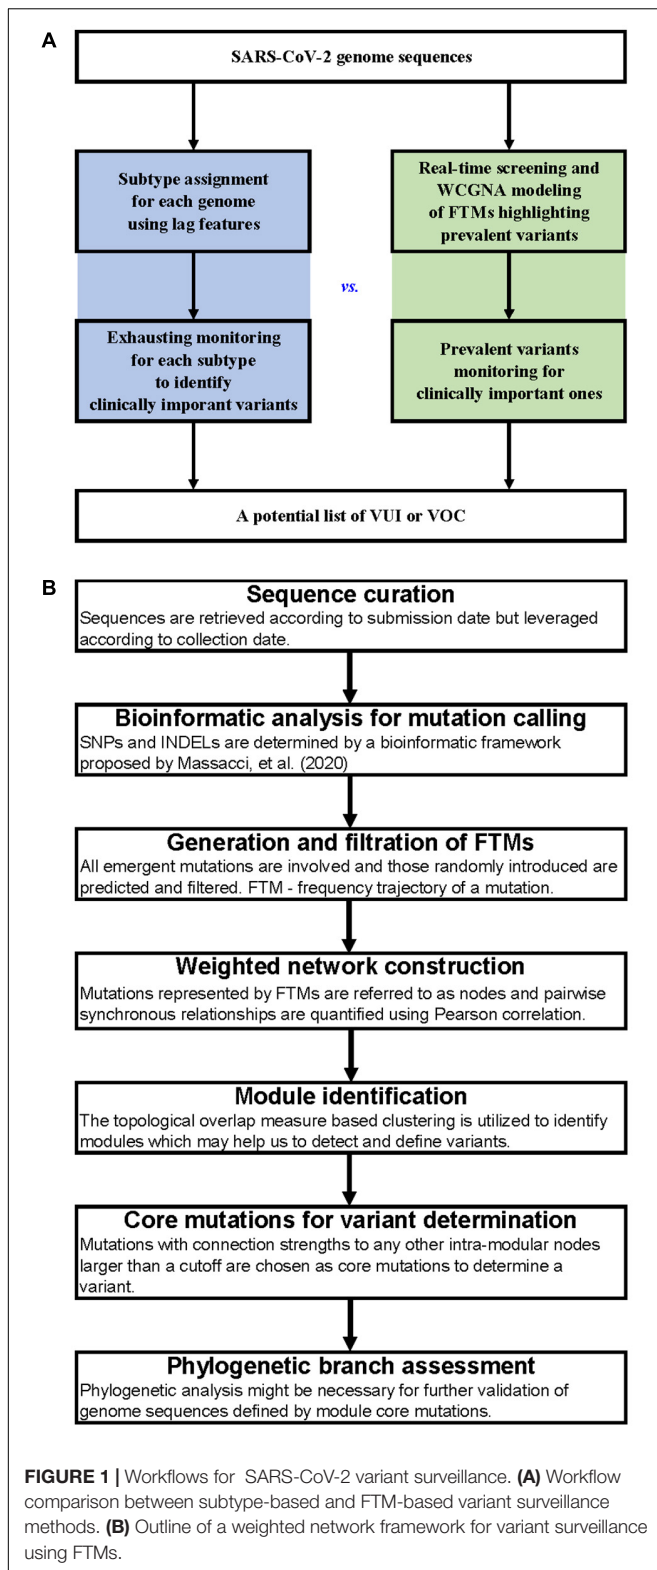 A
SARS-CoV-2 genome sequences
Subtype assignment
for each genome
using lag features
Real-time screening and
WCGNA modeling
of FTMs highlighting
prevalent variants
vs.
Exhausting monitoring
for each subtype
to identify
clinically imporant variants
Prevalent variants
monitoring for
clinically important ones
A potential list of VUI or VOC
B
Sequence curation
Sequences are retrieved according to submission date but leveraged
according to collection date.
Bioinformatic analysis for mutation calling
SNPs and INDELs are determined by a bioinformatic framework
proposed by Massacci, et al. (2020)
Generation and filtration of FTMs
All emergent mutations are involved and those randomly introduced are
predicted and filtered. FTM - frequency trajectory of a mutation.
Weighted network construction
Mutations represented by FTMs are referred to as nodes and pairwise
synchronous relationships are quantified using Pearson correlation.
Module identification
The topological overlap measure based clustering is utilized to identify
modules which may help us to detect and define variants.
Core mutations for variant determination
Mutations with connection strengths to any other intra-modular nodes
larger than a cutoff are chosen as core mutations to determine a
variant.
Phylogenetic branch assessment
Phylogenetic analysis might be necessary for further validation of
genome sequences defined by module core mutations.
FIGURE 1 | Workflows for SARS-CoV-2 variant surveillance. (A) Workflow
comparison between subtype-based and FTM-based variant surveillance
methods. (B) Outline of a weighted network framework for variant surveillance
using FTMs.